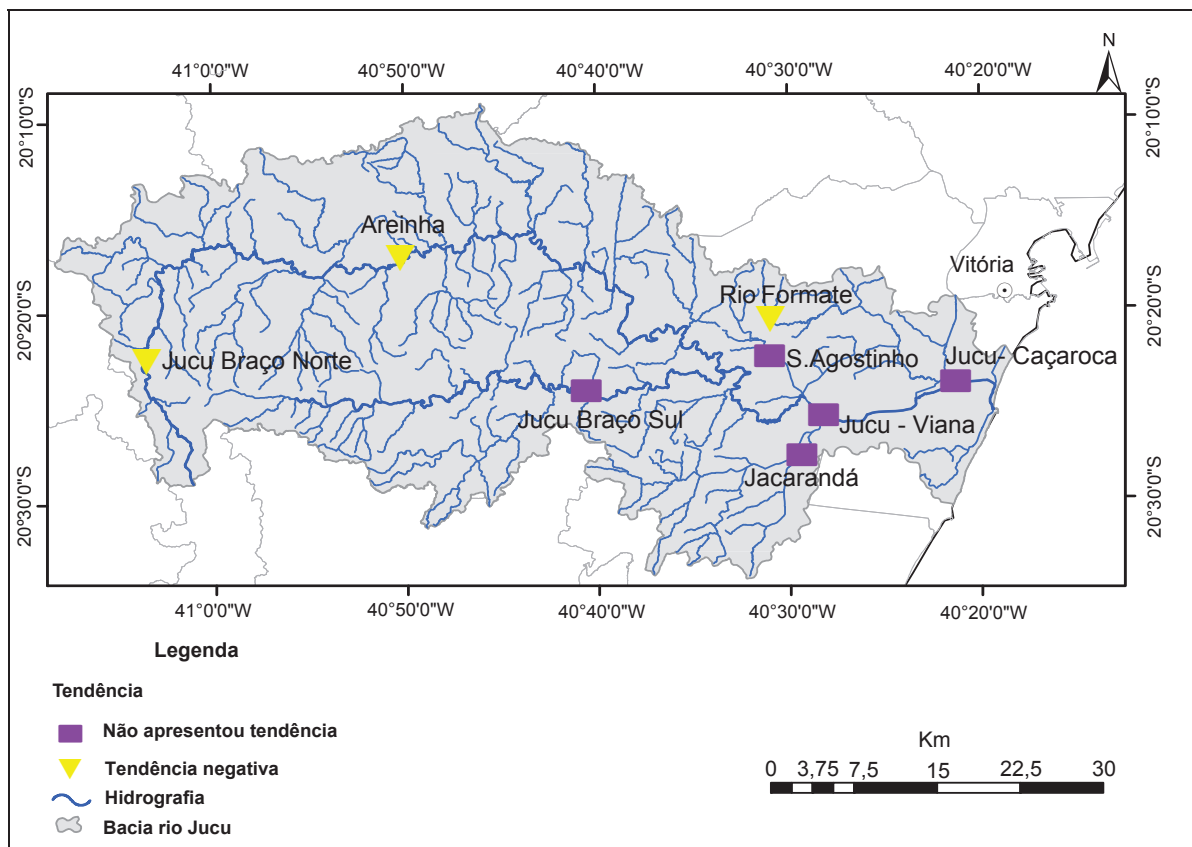 N
41°0'0"W 40°50'0"W 40°40'0"W 40°30'0"W 40°20'0"W
20°10'0"S
20°20'0"S
20°30'0"S
20°10'0"S
20°20'0"S
20°30'0"S
Areinha
Vitória
Rio Formate
Jucu Braço Norte
S.Agostinho
Jucu- Caçaroca
Jucu Braço Sul
Jucu - Viana
Jacarandá
41°0'0"W 40°50'0"W 40°40'0"W 40°30'0"W 40°20'0"W
Legenda
Tendência
Não apresentou tendência
Tendência negativa
Hidrografia
Bacia rio Jucu
Km
0 3,75 7,5 15 22,5 30